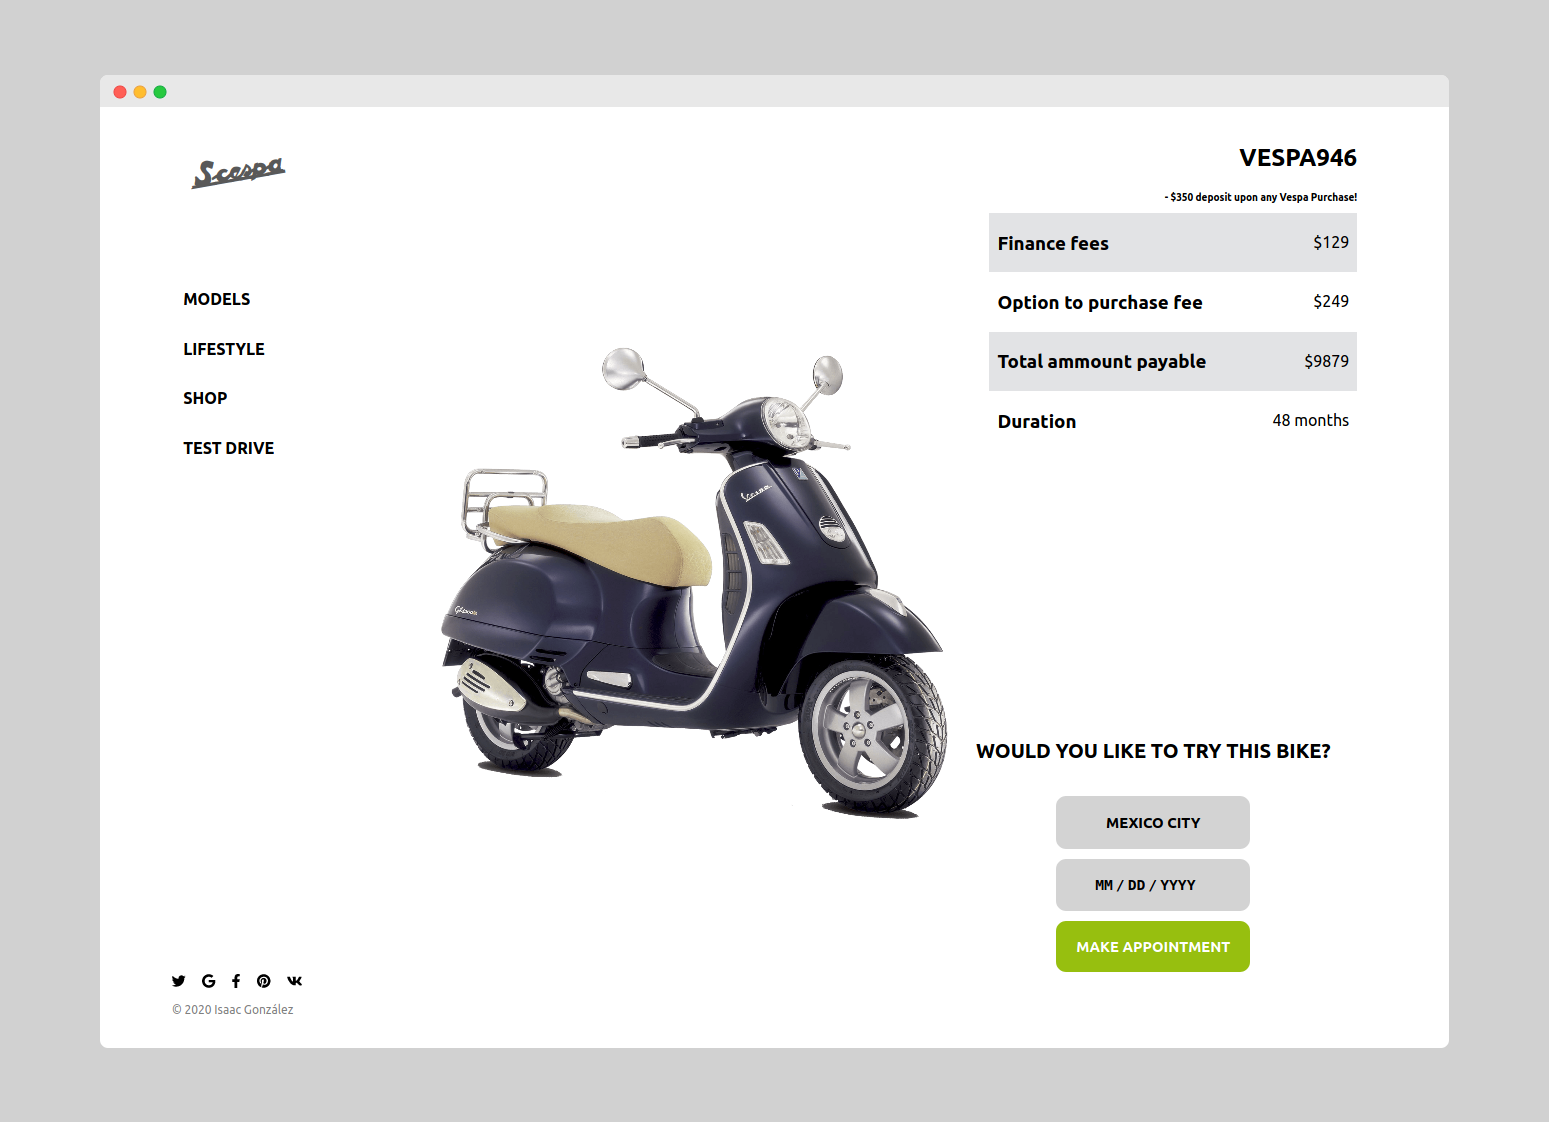 Scespa
VESPA946
- $350 deposit upon any Vespa Purchase!
Finance fees $129
Option to purchase fee $249
Total ammount payable $9879
Duration 48 months
MODELS
LIFESTYLE
SHOP
TEST DRIVE
Vespa
WOULD YOU LIKE TO TRY THIS BIKE?
MEXICO CITY
MM / DD / YYYY
MAKE APPOINTMENT
© 2020 Isaac González